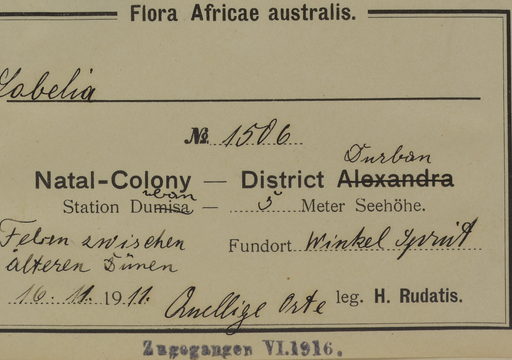 Flora Africae australis.
Lobelia
№ 1506
Durban
Natal-Colony — District Alexandra
Station Dumisa urban — 5 Meter Seehöhe.
Felsen zwischen
älteren Dünen
Fundort Winkel Spruit
16. 11. 1911. Quellige Orte leg. H. Rudatis.
Zugegangen VI.1916.